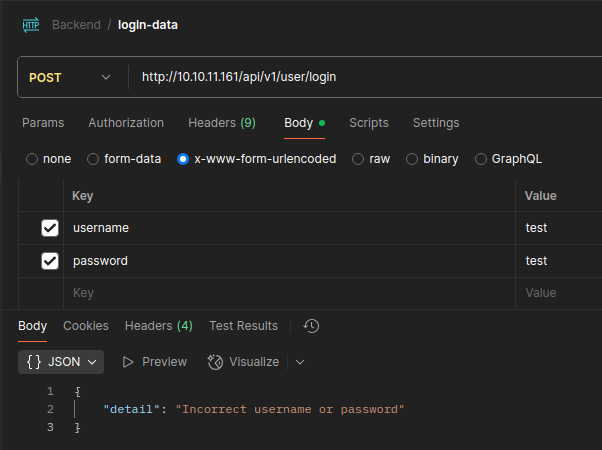 HTTP Backend / login-data
POST http://10.10.11.161/api/v1/user/login
Params Authorization Headers (9) Body Scripts Settings
none form-data x-www-form-urlencoded raw binary GraphQL
Key Value
username test
password test
Key Value
Body Cookies Headers (4) Test Results
{} JSON Preview Visualize
1 {
2 "detail": "Incorrect username or password"
3 }